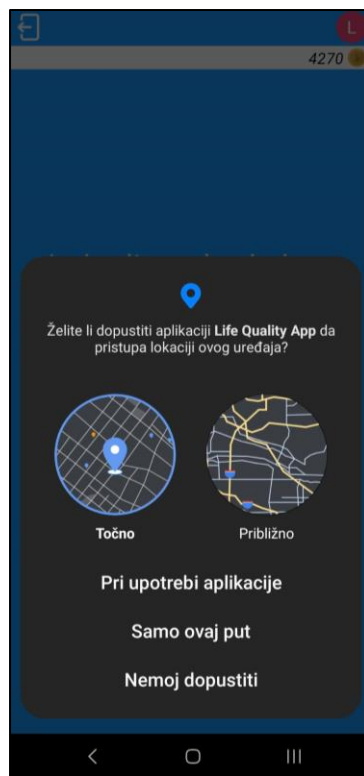 L
4270
Želite li dopustiti aplikaciji Life Quality App da
pristupa lokaciji ovog uređaja?
Točno
Približno
Pri upotrebi aplikacije
Samo ovaj put
Nemoj dopustiti